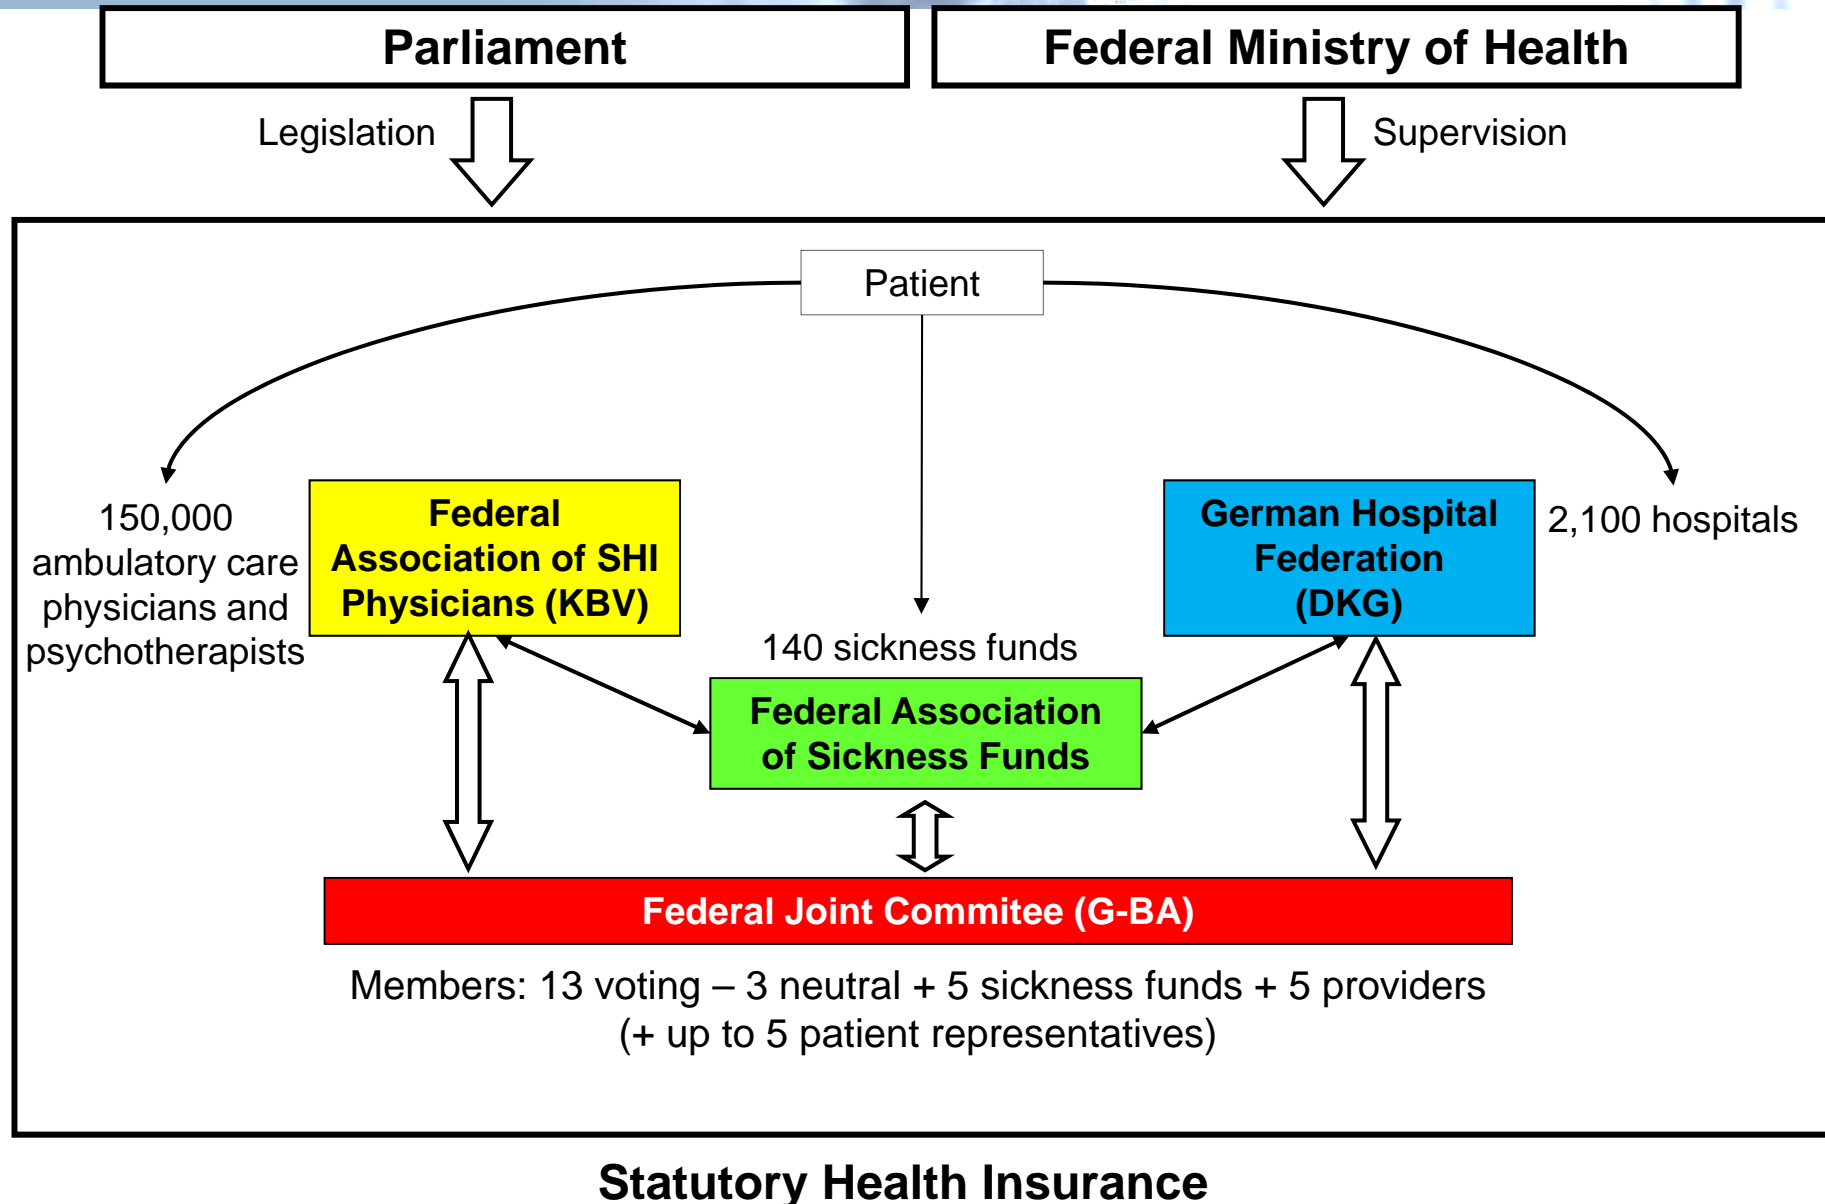 Parliament
Federal Ministry of Health
Legislation
Supervision
Patient
150,000
ambulatory care
physicians and
psychotherapists
Federal
Association of SHI
Physicians (KBV)
German Hospital
Federation
(DKG)
2,100 hospitals
140 sickness funds
Federal Association
of Sickness Funds
Federal Joint Commitee (G-BA)
Members: 13 voting – 3 neutral + 5 sickness funds + 5 providers
(+ up to 5 patient representatives)
Statutory Health Insurance